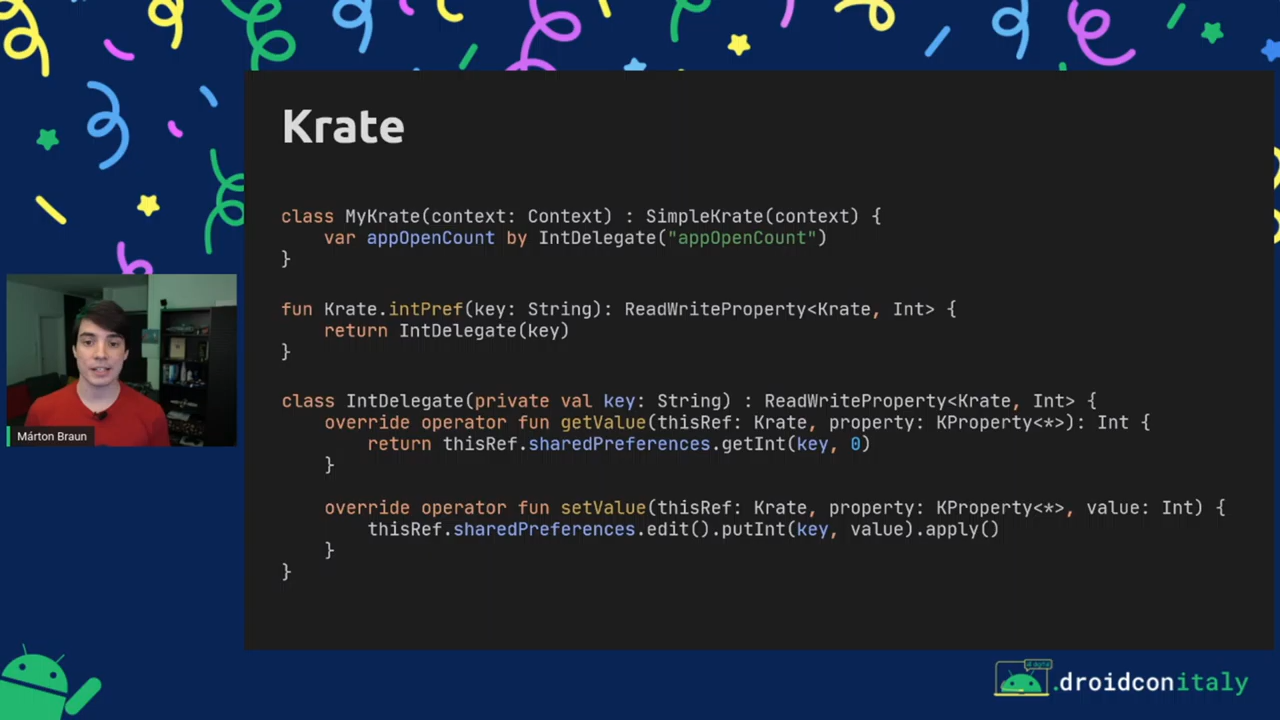 Krate
class MyKrate(context: Context) : SimpleKrate(context) {
    var appOpenCount by IntDelegate("appOpenCount")
}
fun Krate.intPref(key: String): ReadWriteProperty<Krate, Int> {
    return IntDelegate(key)
}
class IntDelegate(private val key: String) : ReadWriteProperty<Krate, Int> {
    override operator fun getValue(thisRef: Krate, property: KProperty<*>): Int {
        return thisRef.sharedPreferences.getInt(key, 0)
    }
    override operator fun setValue(thisRef: Krate, property: KProperty<*>, value: Int) {
        thisRef.sharedPreferences.edit().putInt(key, value).apply()
    }
}
Márton Braun
.droidconitaly